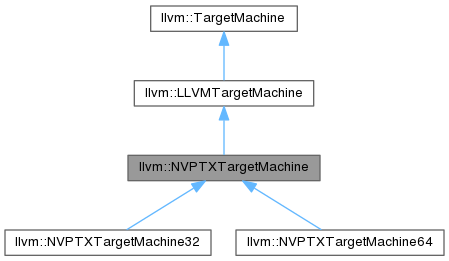 llvm::TargetMachine
llvm::LLVMTargetMachine
llvm::NVPTXTargetMachine
llvm::NVPTXTargetMachine32
llvm::NVPTXTargetMachine64